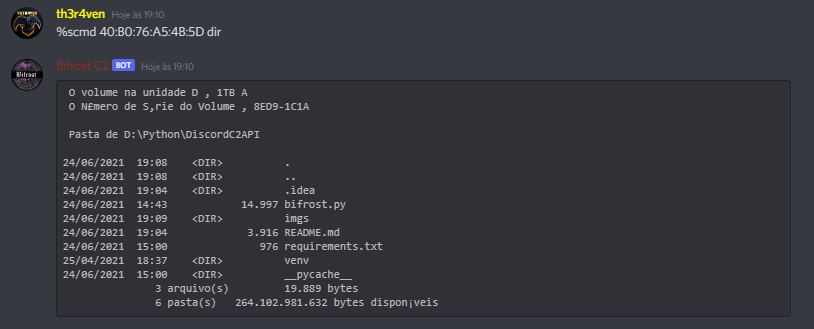 th3r4ven Hoje às 19:10
%scmd 40:B0:76:A5:4B:5D dir
Bifrost
Bifrost C2 BOT Hoje às 19:10
O volume na unidade D , 1TB A
O N£mero de S,rie do Volume , 8ED9-1C1A
Pasta de D:\Python\DiscordC2API
24/06/2021  19:08    <DIR>          .
24/06/2021  19:08    <DIR>          ..
24/06/2021  19:04    <DIR>          .idea
24/06/2021  14:43            14.997 bifrost.py
24/06/2021  19:09    <DIR>          imgs
24/06/2021  19:04             3.916 README.md
24/06/2021  15:00               976 requirements.txt
25/04/2021  18:37    <DIR>          venv
24/06/2021  15:00    <DIR>          __pycache__
3 arquivo(s)         19.889 bytes
6 pasta(s)   264.102.981.632 bytes dispon¡veis